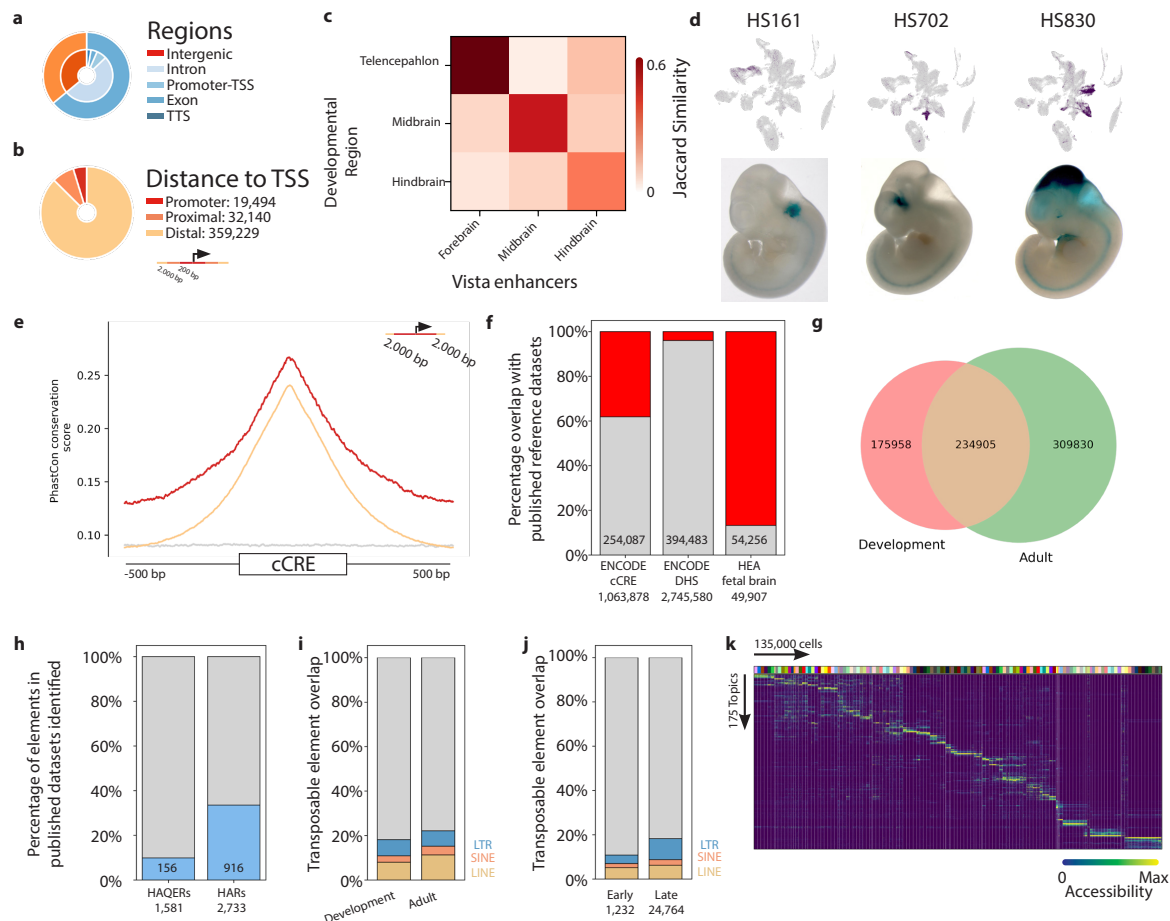 a
Regions
Intergenic
Intron
Promoter-TSS
Exon
TTS
b
Distance to TSS
Promoter: 19,494
Proximal: 32,140
Distal: 359,229
2.000 bp
200 bp
c
Developmental
Region
Telencepahlon
Midbrain
Hindbrain
Forebrain
Midbrain
Hindbrain
Vista enhancers
0.6
0
Jaccard Similarity
d
HS161
HS702
HS830
e
PhastCon conservation
score
0.25
0.20
0.15
0.10
2.000 bp
2.000 bp
-500 bp
cCRE
500 bp
f
Percentage overlap with
published reference datasets
100%
80%
60%
40%
20%
0%
254,087
394,483
54,256
ENCODE
cCRE
1,063,878
ENCODE
DHS
2,745,580
HEA
fetal brain
49,907
g
175958
234905
309830
Development
Adult
h
Percentage of elements in
published datasets identified
100%
80%
60%
40%
20%
0%
156
916
HAQERs
1,581
HARs
2,733
i
Transposable element overlap
100%
80%
60%
40%
20%
0%
LTR
SINE
LINE
Development
Adult
j
Transposable element overlap
100%
80%
60%
40%
20%
0%
LTR
SINE
LINE
Early
1,232
Late
24,764
k
135,000 cells
175 Topics
0
Max
Accessibility